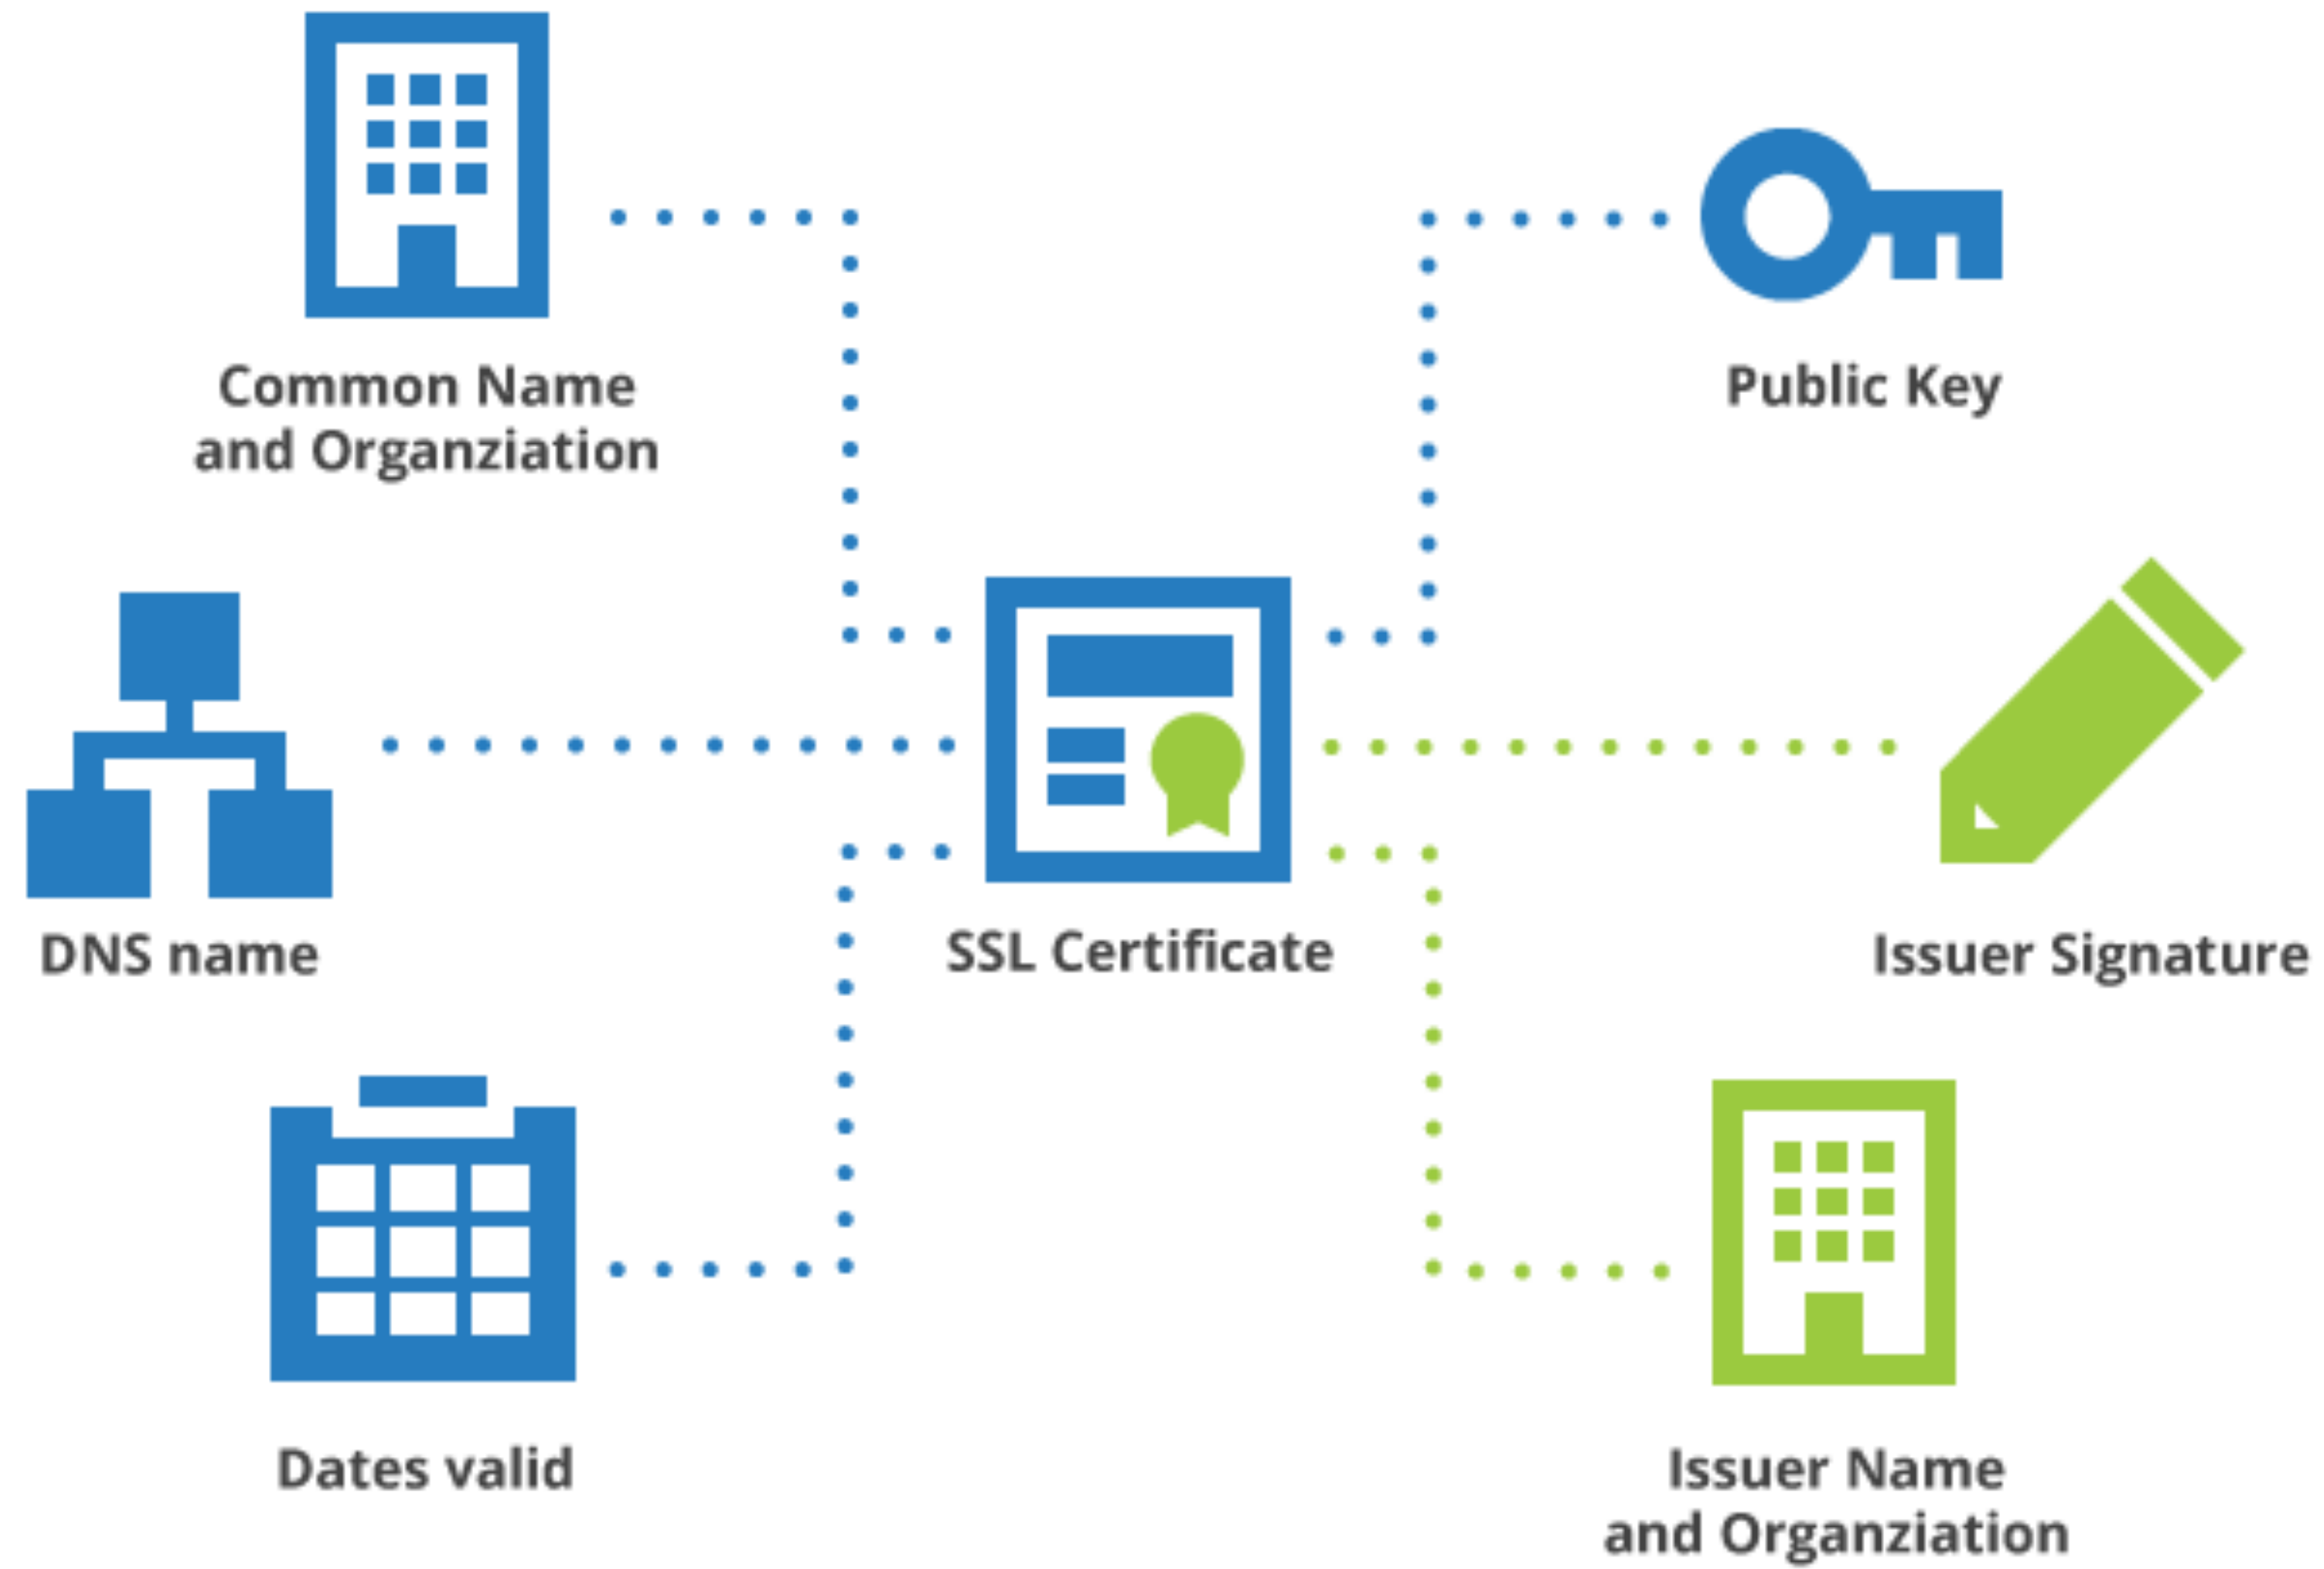 Common Name
and Organziation
Public Key
DNS name
SSL Certificate
Issuer Signature
Dates valid
Issuer Name
and Organziation